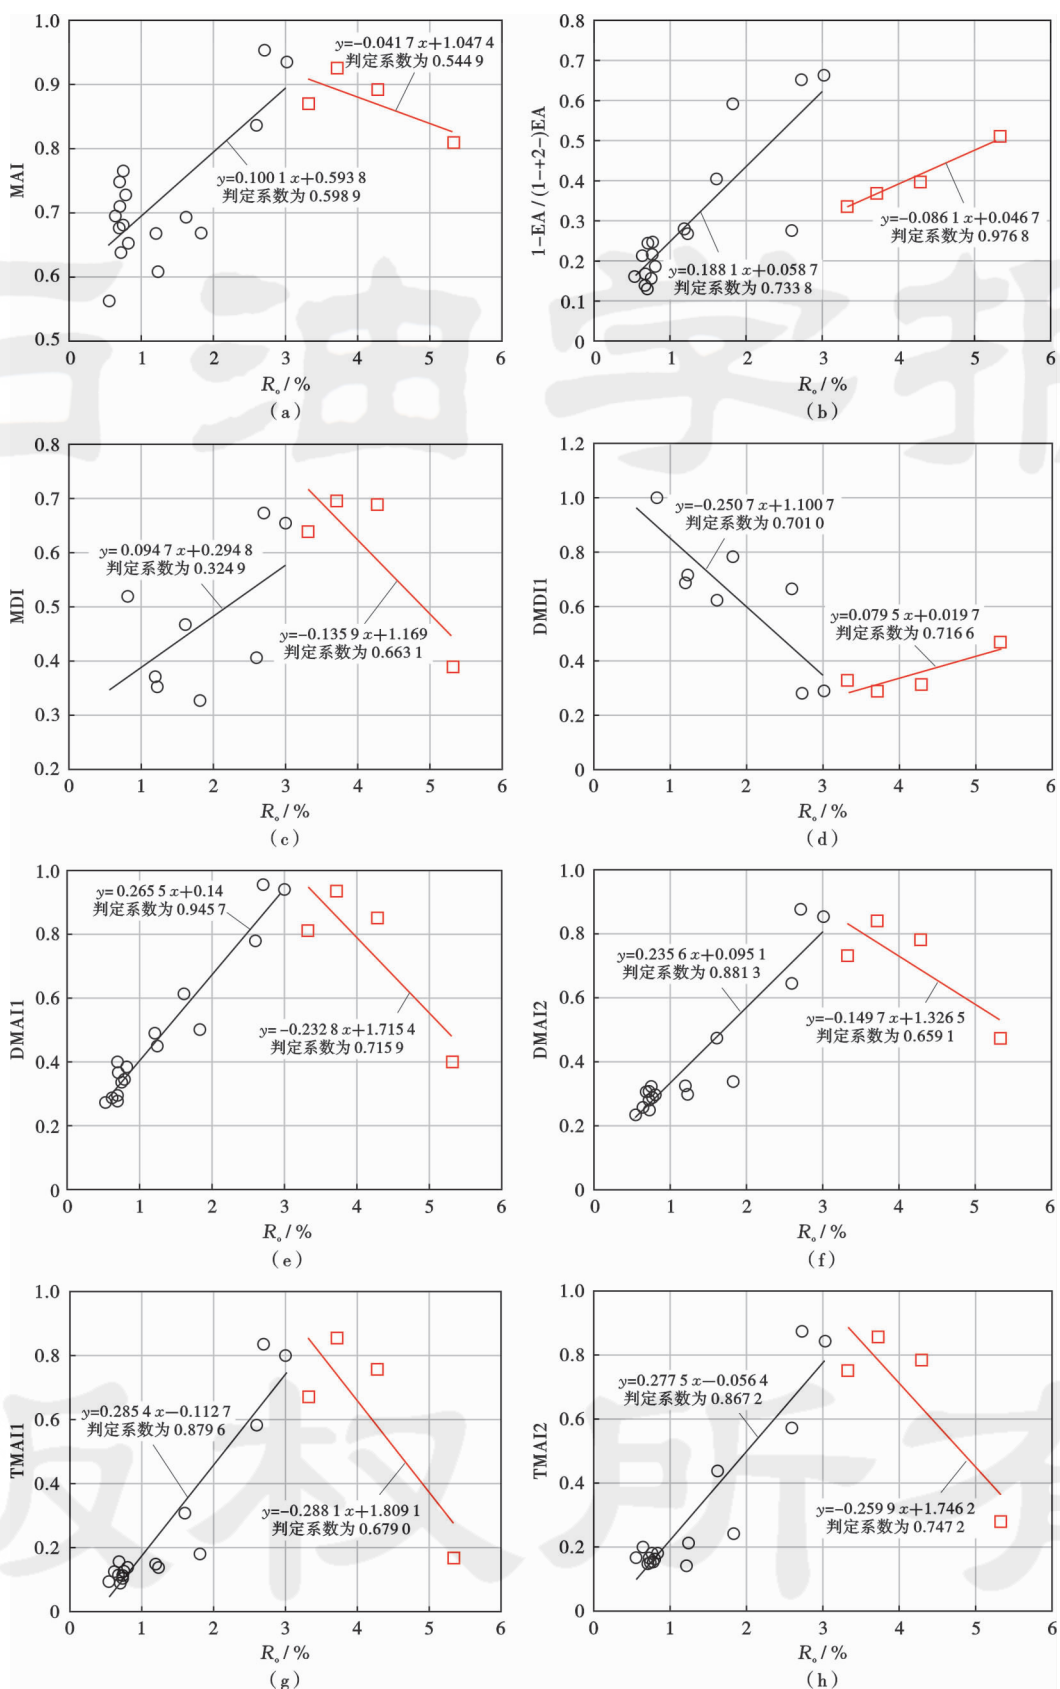 1.0
0.9
0.8
0.7
0.6
0.5
MAI
y=-0.041 7 x+1.047 4
判定系数为 0.544 9
y=0.100 1 x+0.593 8
判定系数为 0.598 9
0 1 2 3 4 5 6
Rₒ / %
(a)
0.8
0.7
0.6
0.5
0.4
0.3
0.2
0.1
0
1-EA / (1-+2-)EA
y=-0.086 1 x+0.046 7
判定系数为 0.976 8
y=0.188 1 x+0.058 7
判定系数为 0.733 8
0 1 2 3 4 5 6
Rₒ / %
(b)
0.8
0.7
0.6
0.5
0.4
0.3
0.2
MDI
y= 0.094 7 x+0.294 8
判定系数为 0.324 9
y=-0.135 9 x+1.169
判定系数为 0.663 1
0 1 2 3 4 5 6
Rₒ / %
(c)
1.2
1.0
0.8
0.6
0.4
0.2
0
DMDI1
y=-0.250 7 x+1.100 7
判定系数为 0.701 0
y=0.079 5 x+0.019 7
判定系数为 0.716 6
0 1 2 3 4 5 6
Rₒ / %
(d)
1.0
0.8
0.6
0.4
0.2
0
DMAI1
y= 0.265 5 x+0.14
判定系数为 0.945 7
y=-0.232 8 x+1.715 4
判定系数为 0.715 9
0 1 2 3 4 5 6
Rₒ / %
(e)
1.0
0.8
0.6
0.4
0.2
0
DMAI2
y=0.235 6 x+0.095 1
判定系数为 0.881 3
y=-0.149 7 x+1.326 5
判定系数为 0.659 1
0 1 2 3 4 5 6
Rₒ / %
(f)
1.0
0.8
0.6
0.4
0.2
0
TMAI1
y=0.285 4 x-0.112 7
判定系数为 0.879 6
y=-0.288 1 x+1.809 1
判定系数为 0.679 0
0 1 2 3 4 5 6
Rₒ / %
(g)
1.0
0.8
0.6
0.4
0.2
0
TMAI2
y=0.277 5 x-0.056 4
判定系数为 0.867 2
y=-0.259 9 x+1.746 2
判定系数为 0.747 2
0 1 2 3 4 5 6
Rₒ / %
(h)
石油学报
版权所有